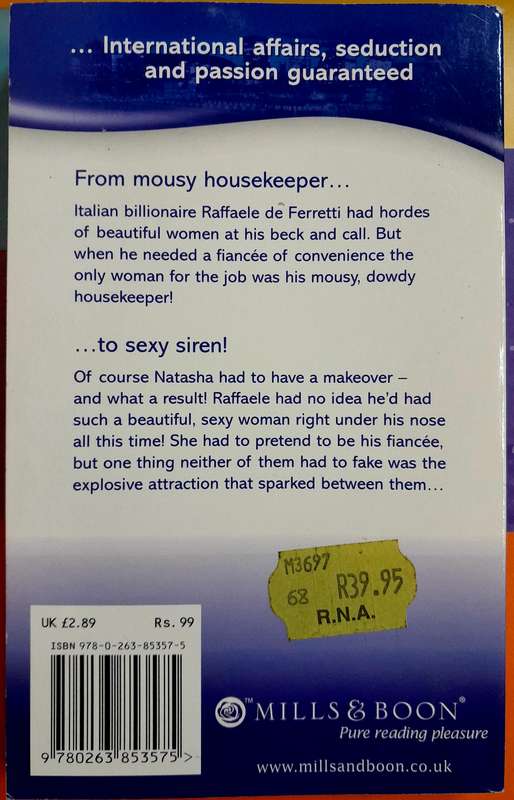 ... International affairs, seduction
and passion guaranteed
From mousy housekeeper...
Italian billionaire Raffaele de Ferretti had hordes
of beautiful women at his beck and call. But
when he needed a fiancée of convenience the
only woman for the job was his mousy, dowdy
housekeeper!
...to sexy siren!
Of course Natasha had to have a makeover –
and what a result! Raffaele had no idea he'd had
such a beautiful, sexy woman right under his nose
all this time! She had to pretend to be his fiancée,
but one thing neither of them had to fake was the
explosive attraction that sparked between them...
M3697
68 R39.95
R.N.A.
UK £2.89 Rs. 99
ISBN 978-0-263-85357-5
9 780263 853575 >
™ MILLS & BOON®
Pure reading pleasure
www.millsandboon.co.uk